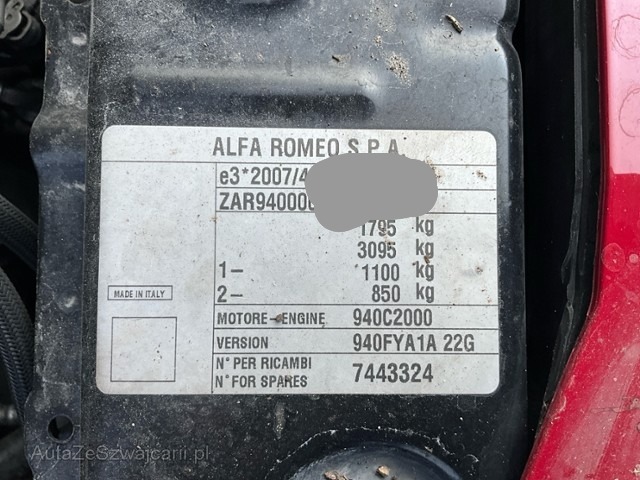 ALFA ROMEO S.P.A.
e3*2007/4
ZAR94000
1795 kg
3095 kg
1– 1100 kg
2– 850 kg
MADE IN ITALY
MOTORE–ENGINE 940C2000
VERSION 940FYA1A 22G
N° PER RICAMBI
N° FOR SPARES 7443324
AutaZeSzwajcarii.pl